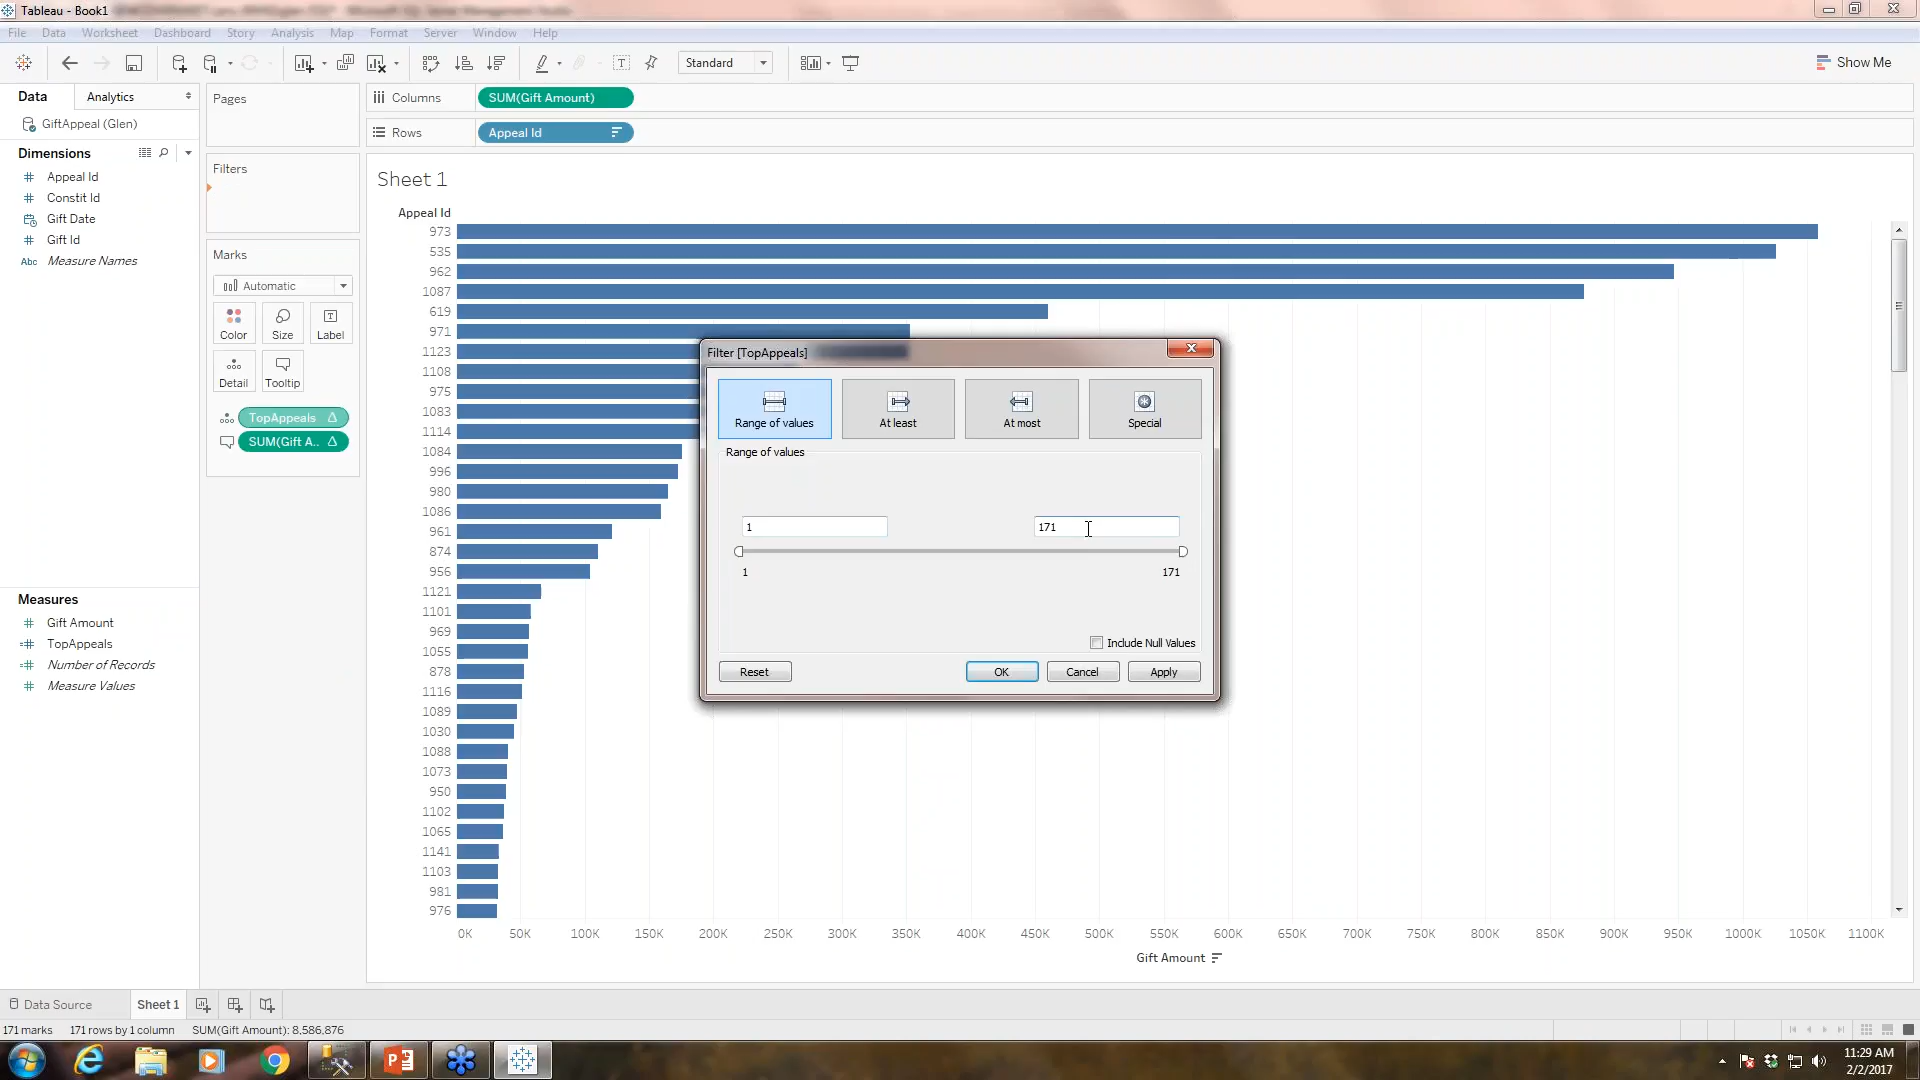 Tableau - Book1
File Data Worksheet Dashboard Story Analysis Map Format Server Window Help
Standard
Show Me
Data Analytics
GiftAppeal (Glen)
Dimensions
Appeal Id
Constit Id
Gift Date
Gift Id
Abc Measure Names
Measures
Gift Amount
TopAppeals
Number of Records
Measure Values
Pages
Filters
Marks
Automatic
Color Size Label
Detail Tooltip
TopAppeals
SUM(Gift A..
Columns SUM(Gift Amount)
Rows Appeal Id
Sheet 1
Appeal Id
973
535
962
1087
619
971
1123
1108
975
1083
1114
1084
996
980
1086
961
874
956
1121
1101
969
1055
878
1116
1089
1030
1088
1073
950
1102
1065
1141
1103
981
976
0K 50K 100K 150K 200K 250K 300K 350K 400K 450K 500K 550K 600K 650K 700K 750K 800K 850K 900K 950K 1000K 1050K 1100K
Gift Amount
Filter [TopAppeals]
Range of values At least At most Special
Range of values
1 171
1 171
Include Null Values
Reset OK Cancel Apply
Data Source Sheet 1
171 marks 171 rows by 1 column SUM(Gift Amount): 8,586,876
11:29 AM
2/2/2017